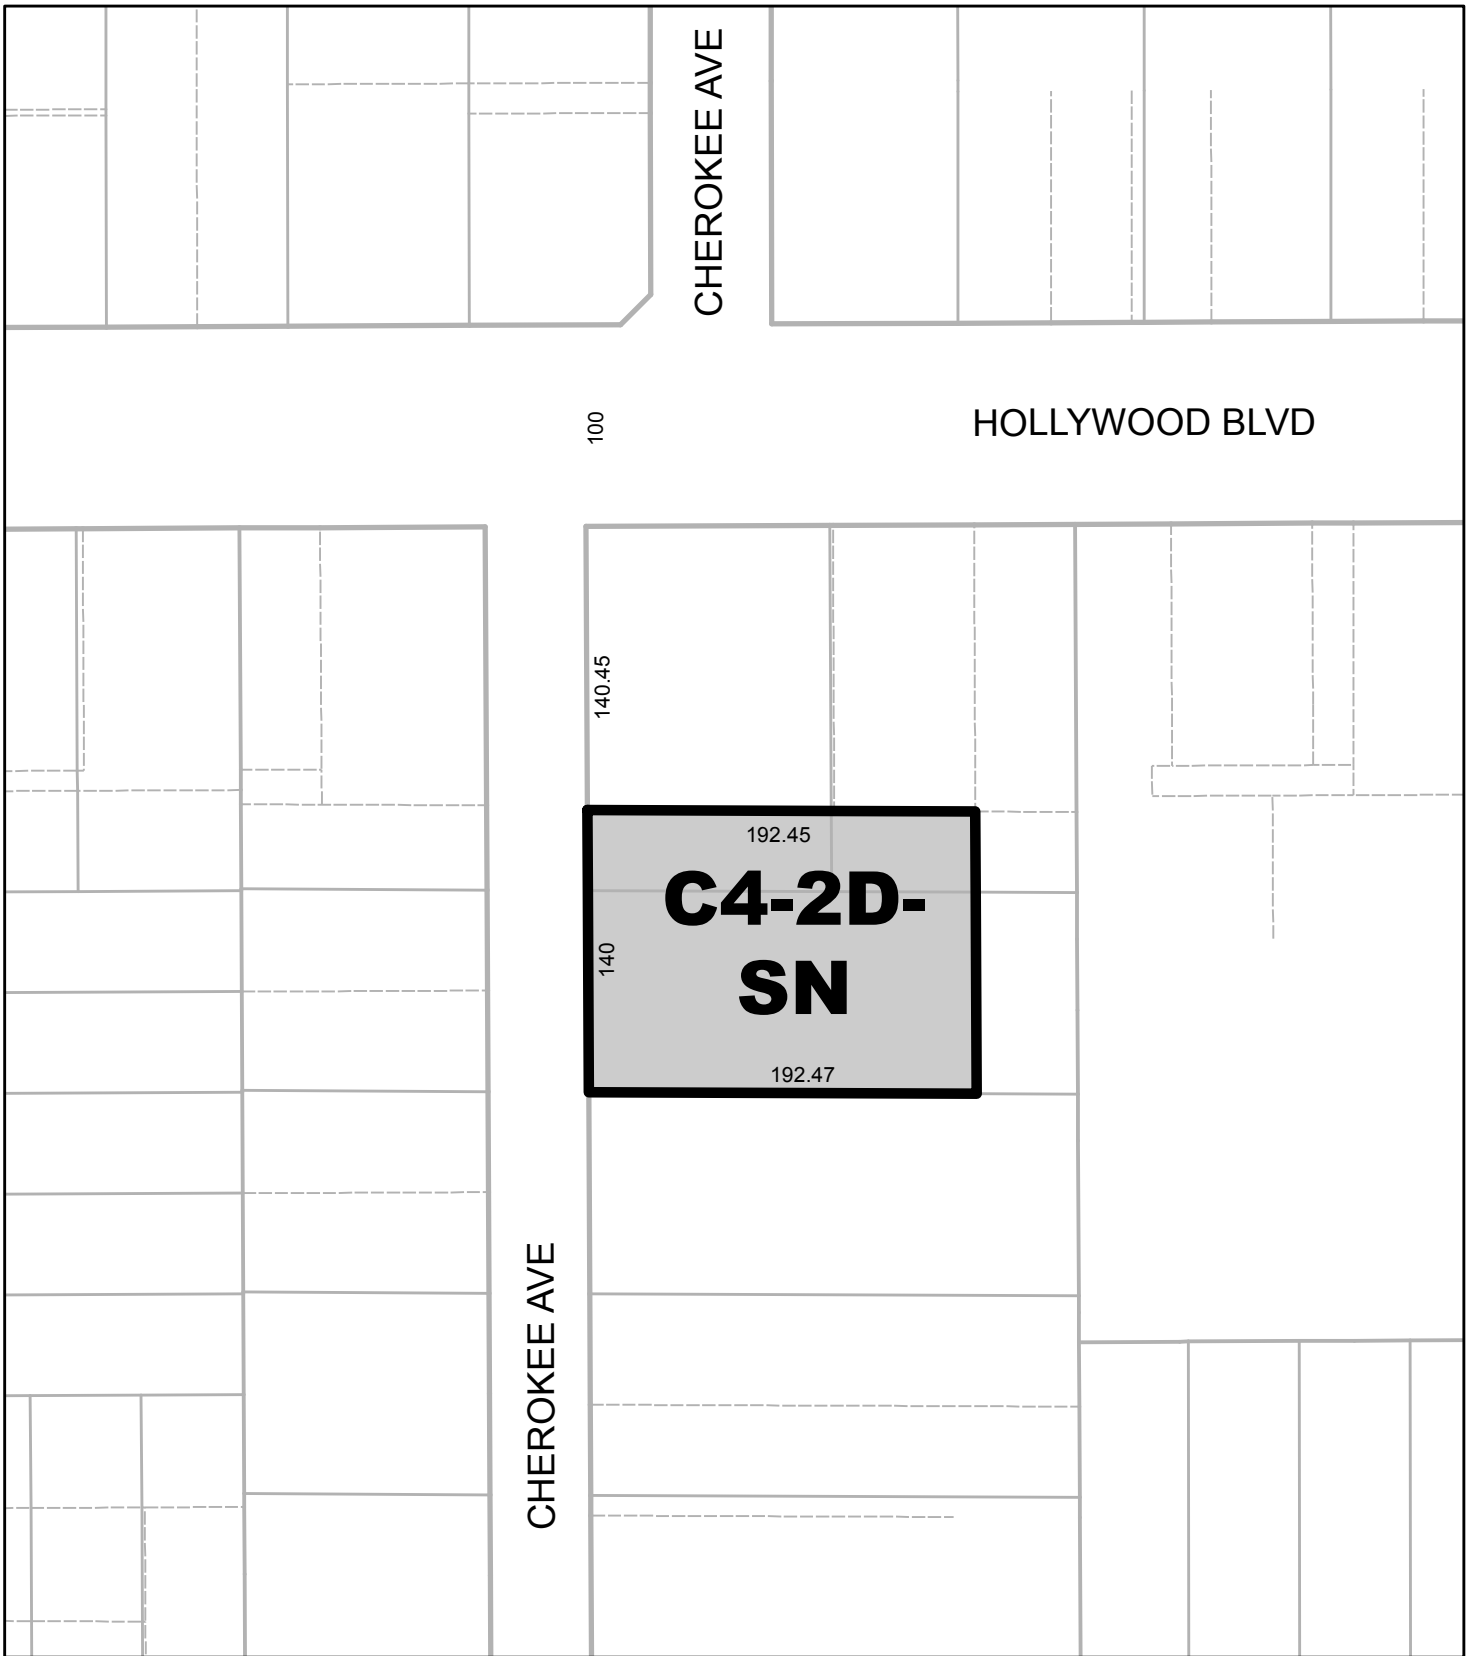 CHEROKEE AVE
100
HOLLYWOOD BLVD
140.45
192.45
C4-2D-
SN
140
192.47
CHEROKEE AVE